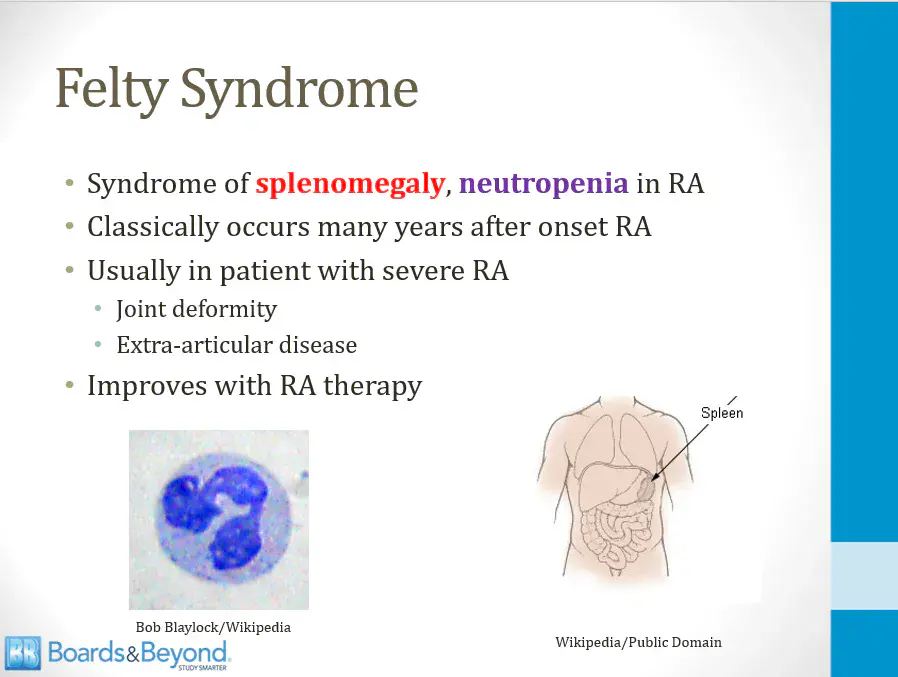 Felty Syndrome
• Syndrome of splenomegaly, neutropenia in RA
• Classically occurs many years after onset RA
• Usually in patient with severe RA
• Joint deformity
• Extra-articular disease
• Improves with RA therapy
Spleen
Bob Blaylock/Wikipedia
Wikipedia/Public Domain
BB Boards&Beyond.
STUDY SMARTER